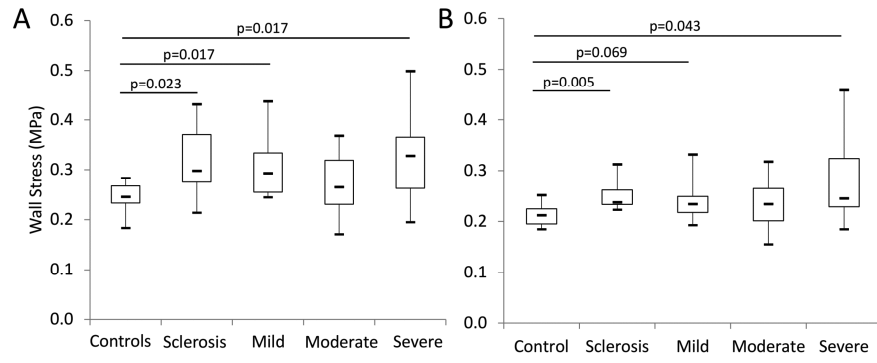 A
0.6
p=0.017
0.5
p=0.017
p=0.023
0.4
0.3
0.2
0.1
0.0
Wall Stress (MPa)
Controls Sclerosis Mild Moderate Severe
B
0.6
p=0.043
0.5
p=0.069
p=0.005
0.4
0.3
0.2
0.1
0.0
Control Sclerosis Mild Moderate Severe